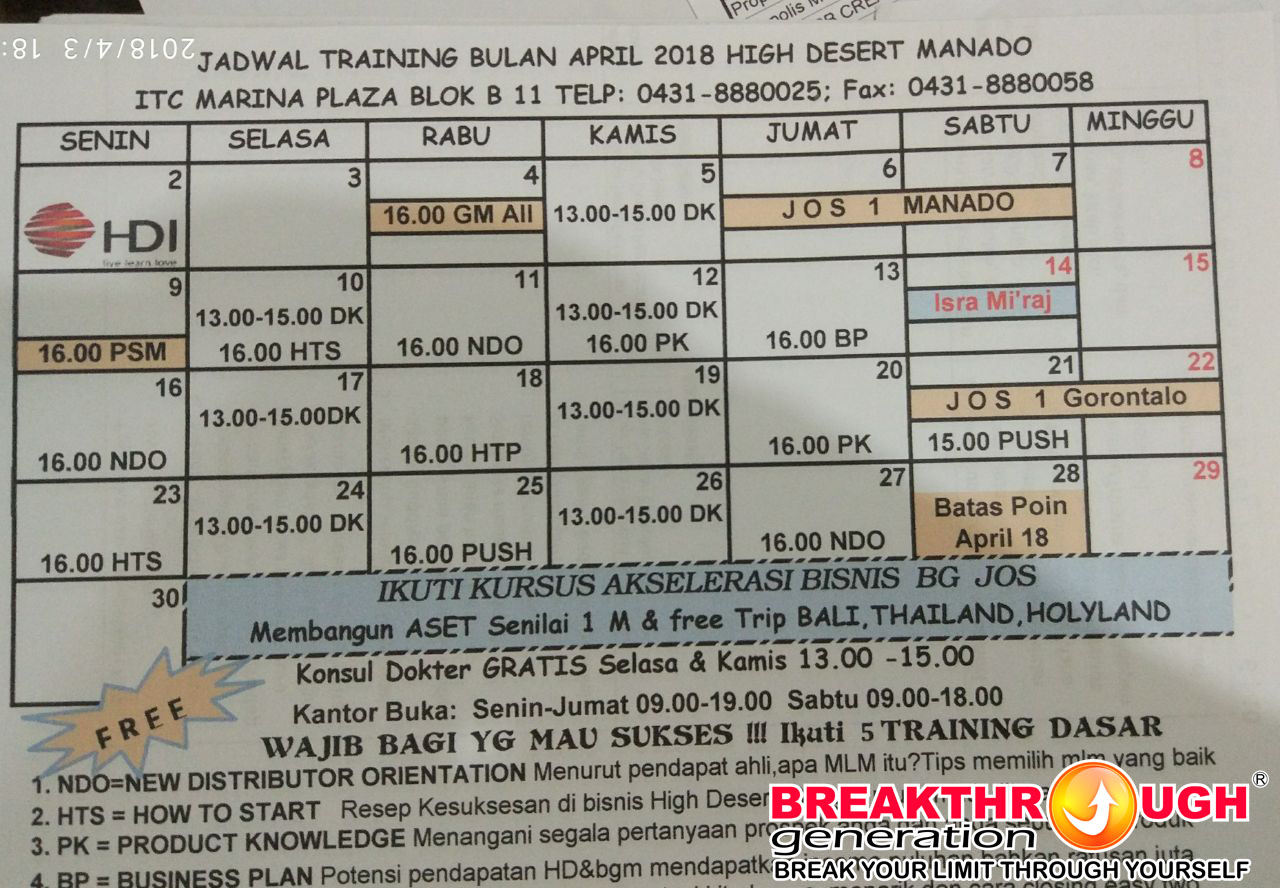 2018/4/3 18:
JADWAL TRAINING BULAN APRIL 2018 HIGH DESERT MANADO
ITC MARINA PLAZA BLOK B 11 TELP: 0431-8880025; Fax: 0431-8880058
SENIN SELASA RABU KAMIS JUMAT SABTU MINGGU
2 3 4 5 6 7 8
HDI
live learn love
16.00 GM All
13.00-15.00 DK
JOS 1 MANADO
9 10 11 12 13 14 15
13.00-15.00 DK
13.00-15.00 DK
Isra Mi'raj
16.00 PSM 16.00 HTS 16.00 NDO 16.00 PK 16.00 BP
16 17 18 19 20 21 22
13.00-15.00DK
13.00-15.00 DK
JOS 1 Gorontalo
16.00 NDO 16.00 HTP 16.00 PK 15.00 PUSH
23 24 25 26 27 28 29
13.00-15.00 DK
13.00-15.00 DK
Batas Poin
April 18
16.00 HTS 16.00 PUSH 16.00 NDO
30
IKUTI KURSUS AKSELERASI BISNIS BG JOS
Membangun ASET Senilai 1 M & free Trip BALI,THAILAND,HOLYLAND
FREE
Konsul Dokter GRATIS Selasa & Kamis 13.00 -15.00
Kantor Buka: Senin-Jumat 09.00-19.00 Sabtu 09.00-18.00
WAJIB BAGI YG MAU SUKSES !!! Ikuti 5 TRAINING DASAR
1. NDO=NEW DISTRIBUTOR ORIENTATION Menurut pendapat ahli,apa MLM itu?Tips memilih mlm yang baik
2. HTS = HOW TO START Resep Kesuksesan di bisnis High Deser
3. PK = PRODUCT KNOWLEDGE Menangani segala pertanyaan
4. BP = BUSINESS PLAN Potensi pendapatan HD&bgm
BREAKTHROUGH ®
generation
BREAK YOUR LIMIT THROUGH YOURSELF